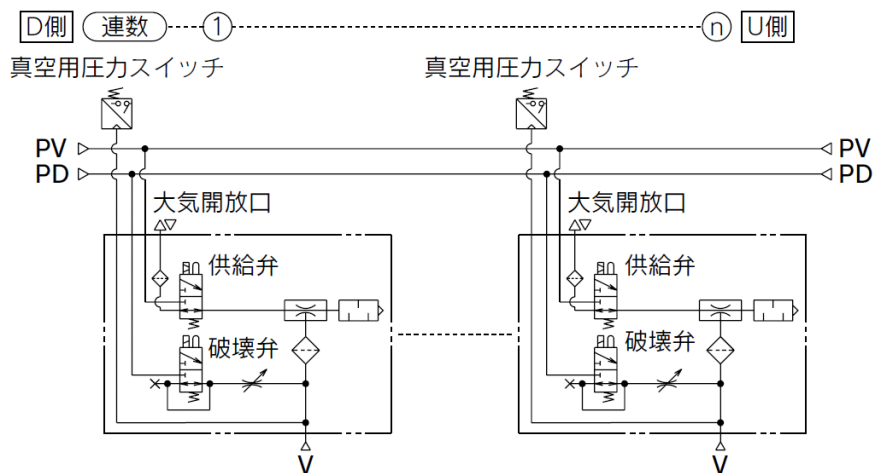 D側 連数 1 n U側
真空用圧力スイッチ 真空用圧力スイッチ
PV PV
PD PD
大気開放口 大気開放口
供給弁 供給弁
破壊弁 破壊弁
V V